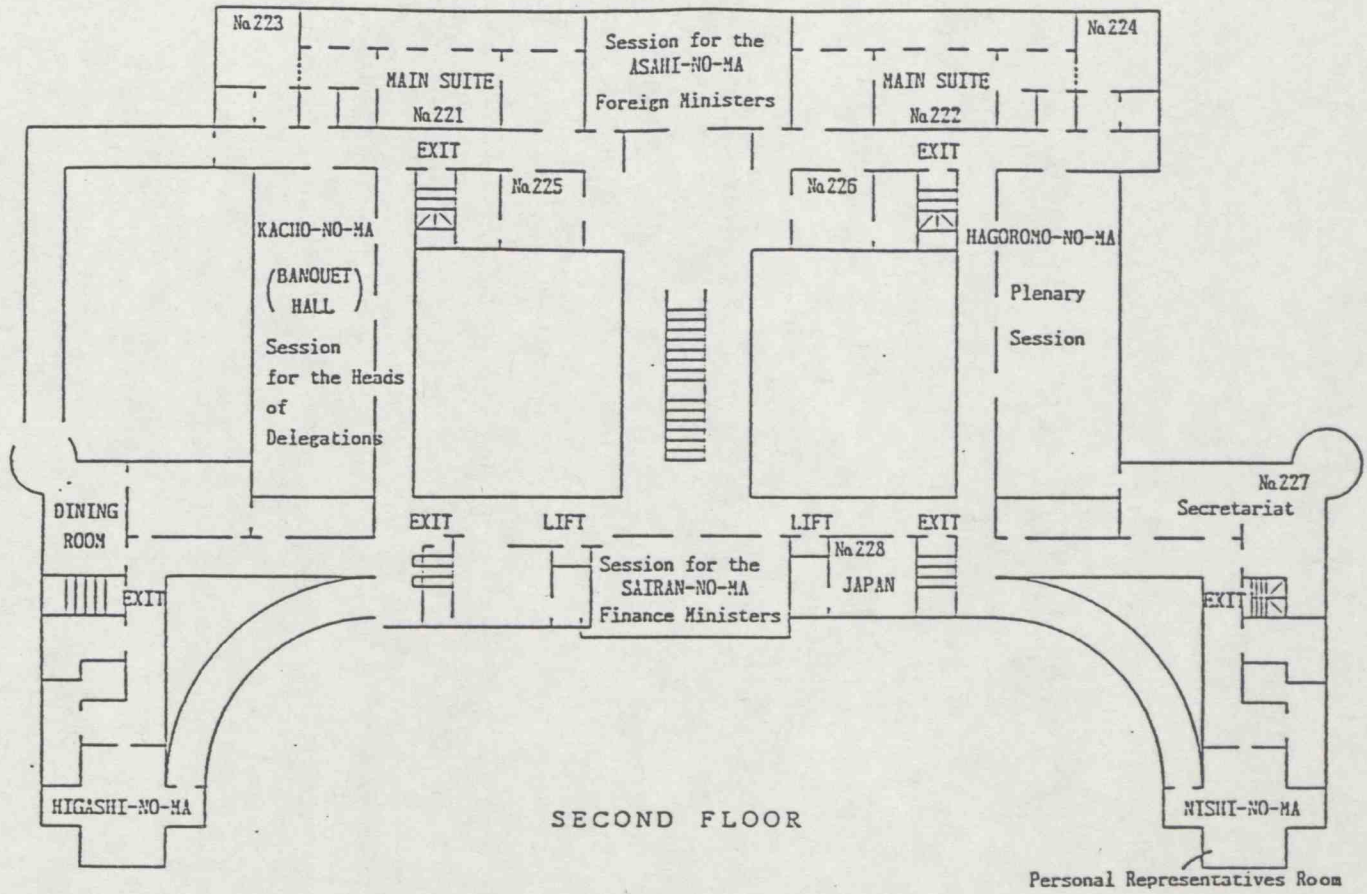 No.223
Session for the
ASAHI-NO-MA
Foreign Ministers
No.224
MAIN SUITE
No.221
MAIN SUITE
No.222
EXIT
EXIT
No.225
No.226
KACHO-NO-MA
(BANQUET
HALL)
Session
for the Heads
of
Delegations
HAGOROMO-NO-MA
Plenary
Session
DINING
ROOM
EXIT
LIFT
LIFT
EXIT
No.227
Secretariat
Session for the
SAIRAN-NO-MA
Finance Ministers
No.228
JAPAN
EXIT
EXIT
HIGASHI-NO-MA
SECOND FLOOR
NISHI-NO-MA
Personal Representatives Room